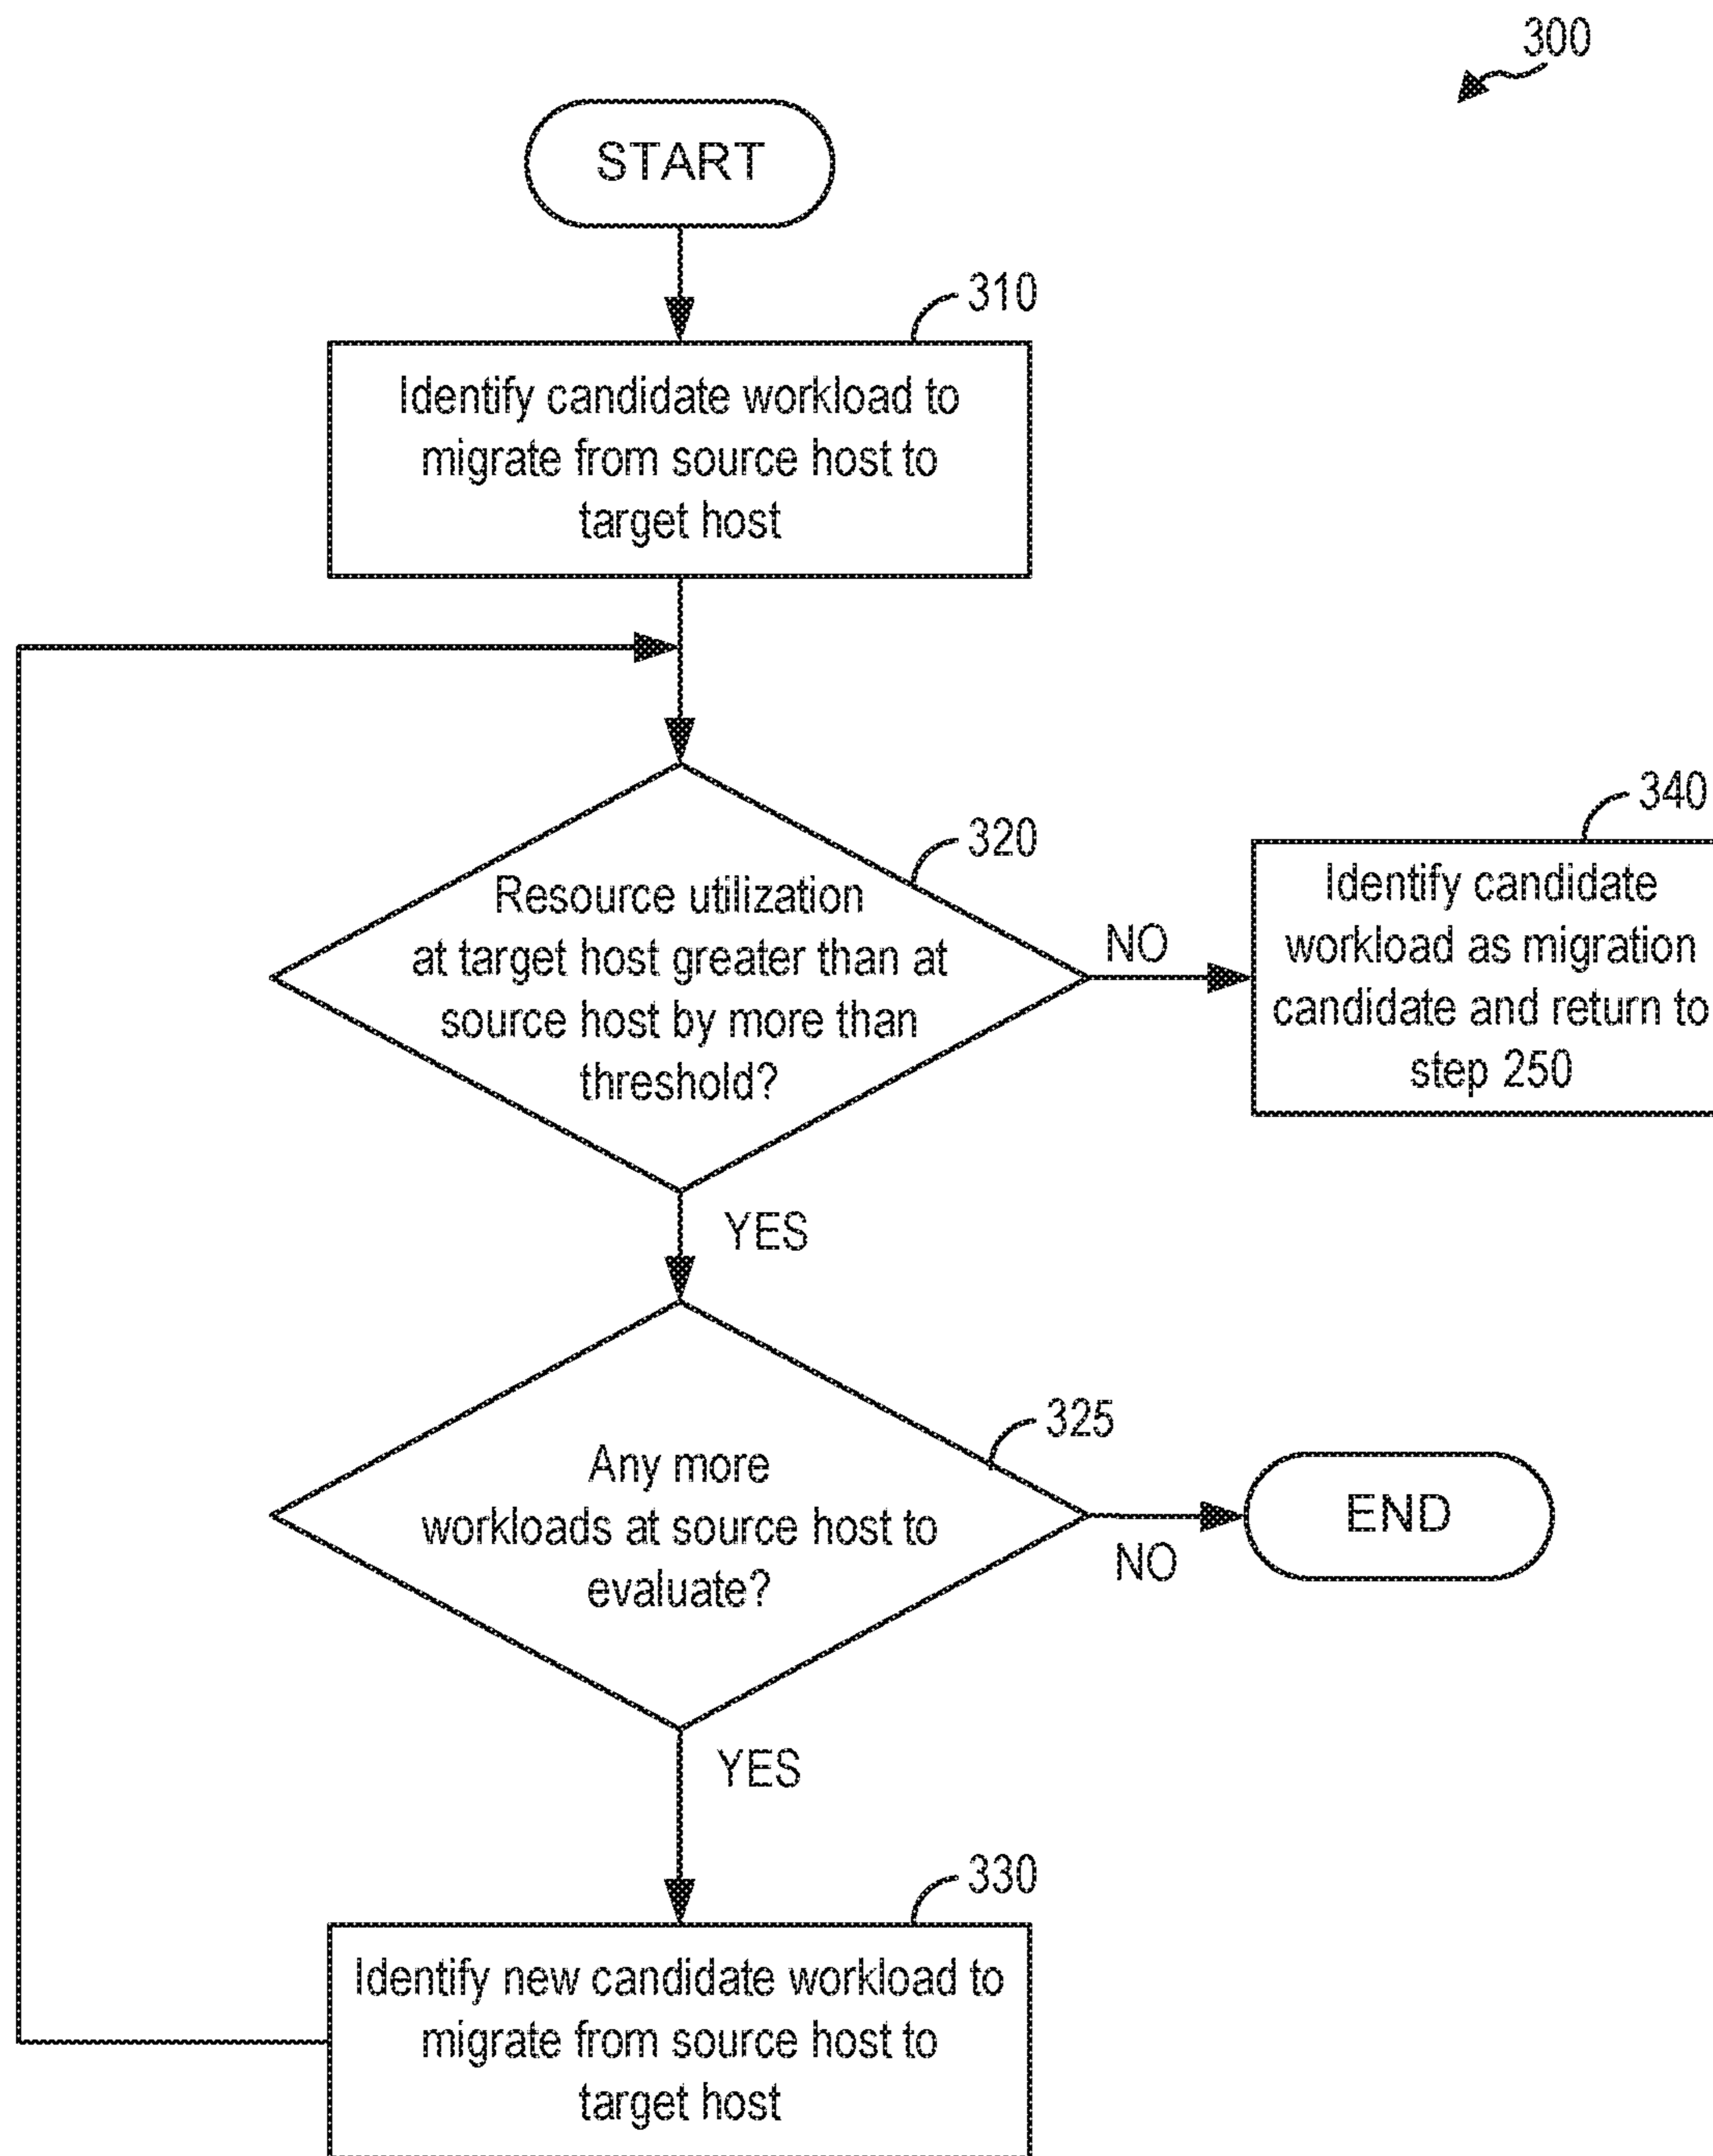 300
START
310
Identify candidate workload to
migrate from source host to
target host
320
Resource utilization
at target host greater than at
source host by more than
threshold?
NO
340
Identify candidate
workload as migration
candidate and return to
step 250
YES
325
Any more
workloads at source host to
evaluate?
NO
END
YES
330
Identify new candidate workload to
migrate from source host to
target host